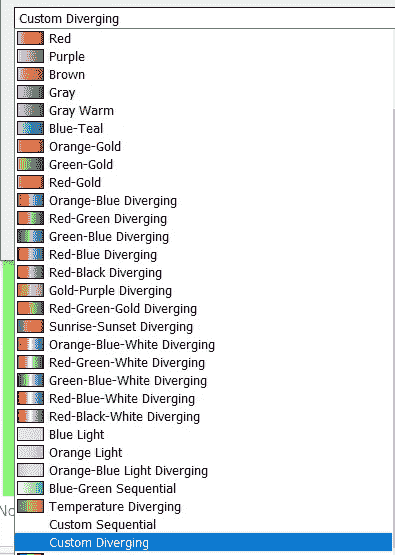 Custom Diverging
Red
Purple
Brown
Gray
Gray Warm
Blue-Teal
Orange-Gold
Green-Gold
Red-Gold
Orange-Blue Diverging
Red-Green Diverging
Green-Blue Diverging
Red-Blue Diverging
Red-Black Diverging
Gold-Purple Diverging
Red-Green-Gold Diverging
Sunrise-Sunset Diverging
Orange-Blue-White Diverging
Red-Green-White Diverging
Green-Blue-White Diverging
Red-Blue-White Diverging
Red-Black-White Diverging
Blue Light
Orange Light
Orange-Blue Light Diverging
Blue-Green Sequential
No
Temperature Diverging
Custom Sequential
Custom Diverging